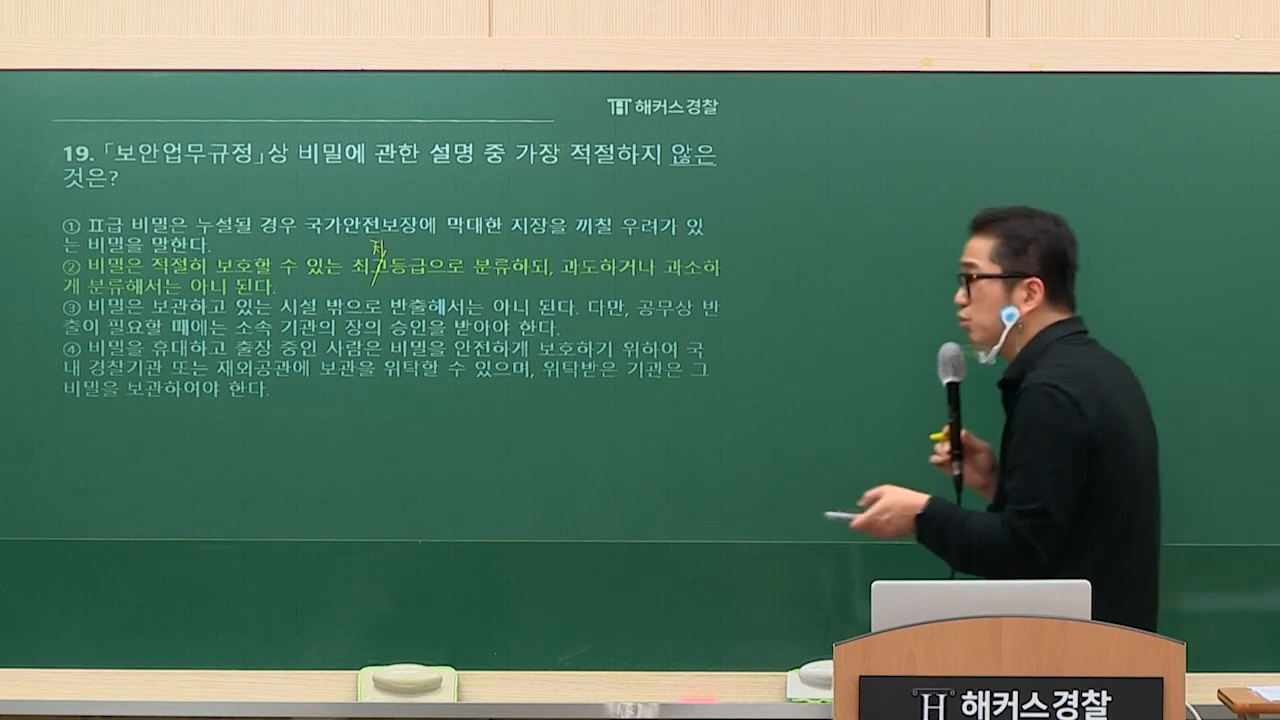 해커스경찰
19. 「보안업무규정」상 비밀에 관한 설명 중 가장 적절하지 않은
것은?
① Ⅱ급 비밀은 누설될 경우 국가안전보장에 막대한 지장을 끼칠 우려가 있
는 비밀을 말한다.
저
② 비밀은 적절히 보호할 수 있는 최고등급으로 분류하되, 과도하거나 과소하
게 분류해서는 아니 된다.
③ 비밀은 보관하고 있는 시설 밖으로 반출해서는 아니 된다. 다만, 공무상 반
출이 필요할 때에는 소속 기관의 장의 승인을 받아야 한다.
④ 비밀을 휴대하고 출장 중인 사람은 비밀을 안전하게 보호하기 위하여 국
내 경찰기관 또는 재외공관에 보관을 위탁할 수 있으며, 위탁받은 기관은 그
비밀을 보관하여야 한다.
해커스경찰